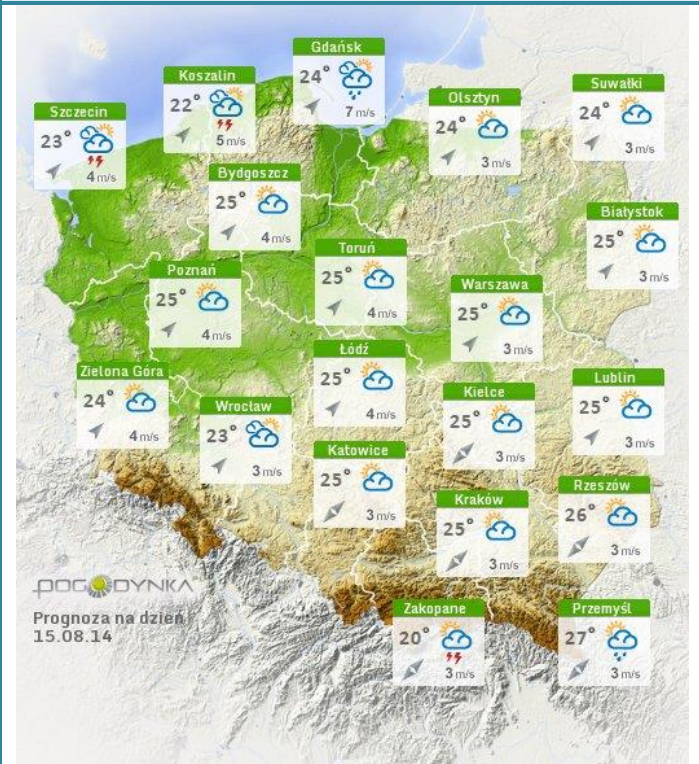 Gdańsk
24°
7 m/s
Koszalin
22°
5 m/s
Szczecin
23°
4 m/s
Olsztyn
24°
3 m/s
Suwałki
24°
3 m/s
Bydgoszcz
25°
4 m/s
Białystok
25°
3 m/s
Toruń
25°
4 m/s
Poznań
25°
4 m/s
Warszawa
25°
3 m/s
Łódź
25°
4 m/s
Zielona Góra
24°
4 m/s
Wrocław
23°
3 m/s
Kielce
25°
3 m/s
Lublin
25°
3 m/s
Katowice
25°
3 m/s
Kraków
25°
3 m/s
Rzeszów
26°
3 m/s
Zakopane
20°
3 m/s
Przemyśl
27°
3 m/s
POGODYNKA
Prognoza na dzień
15.08.14